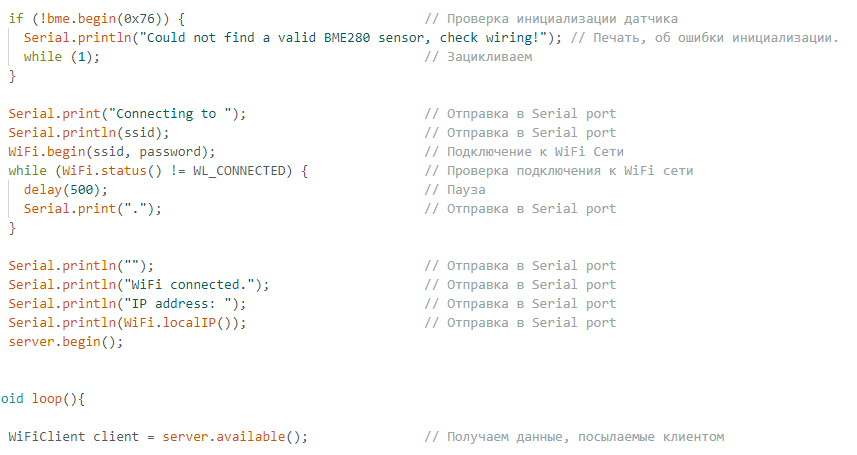 if (!bme.begin(0x76)) { // Проверка инициализации датчика
Serial.println("Could not find a valid BME280 sensor, check wiring!"); // Печать, об ошибки инициализации.
while (1); // Зацикливаем
}
Serial.print("Connecting to "); // Отправка в Serial port
Serial.println(ssid); // Отправка в Serial port
WiFi.begin(ssid, password); // Подключение к WiFi Сети
while (WiFi.status() != WL_CONNECTED) { // Проверка подключения к WiFi сети
delay(500); // Пауза
Serial.print("."); // Отправка в Serial port
}
Serial.println(""); // Отправка в Serial port
Serial.println("WiFi connected."); // Отправка в Serial port
Serial.println("IP address: "); // Отправка в Serial port
Serial.println(WiFi.localIP()); // Отправка в Serial port
server.begin();
oid loop(){
WiFiClient client = server.available(); // Получаем данные, посылаемые клиентом